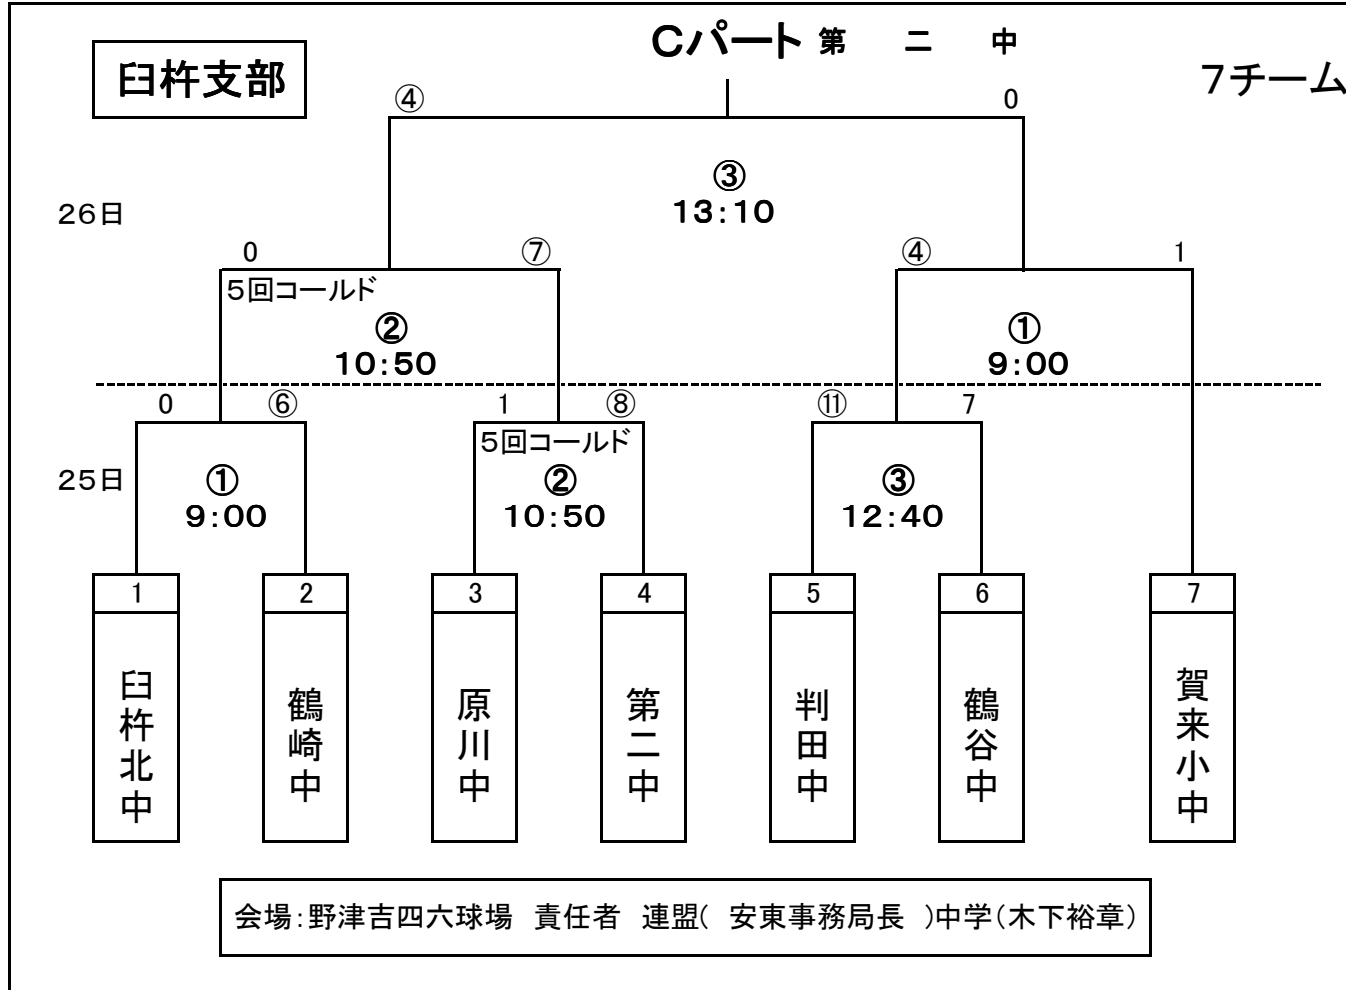 Cパート 第 二 中
臼杵支部
7チーム
④ 0
③
13:10
26日
0 ⑦ ④ 1
5回コールド
② ①
10:50 9:00
0 ⑥ 1 ⑧ ⑪ 7
5回コールド
25日
① ② ③
9:00 10:50 12:40
1 2 3 4 5 6 7
臼杵北中
鶴崎中
原川中
第二中
判田中
鶴谷中
賀来小中
会場:野津吉四六球場 責任者 連盟( 安東事務局長 )中学(木下裕章)